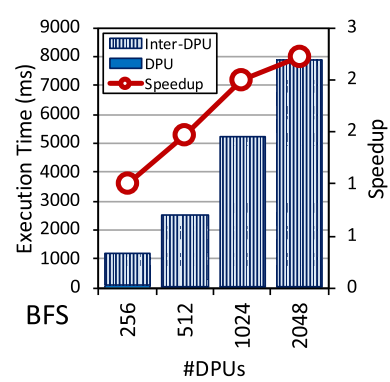 9000
8000
7000
6000
5000
4000
3000
2000
1000
0
Execution Time (ms)
Inter-DPU
DPU
Speedup
3
2
2
1
1
0
Speedup
BFS
256
512
1024
2048
#DPUs